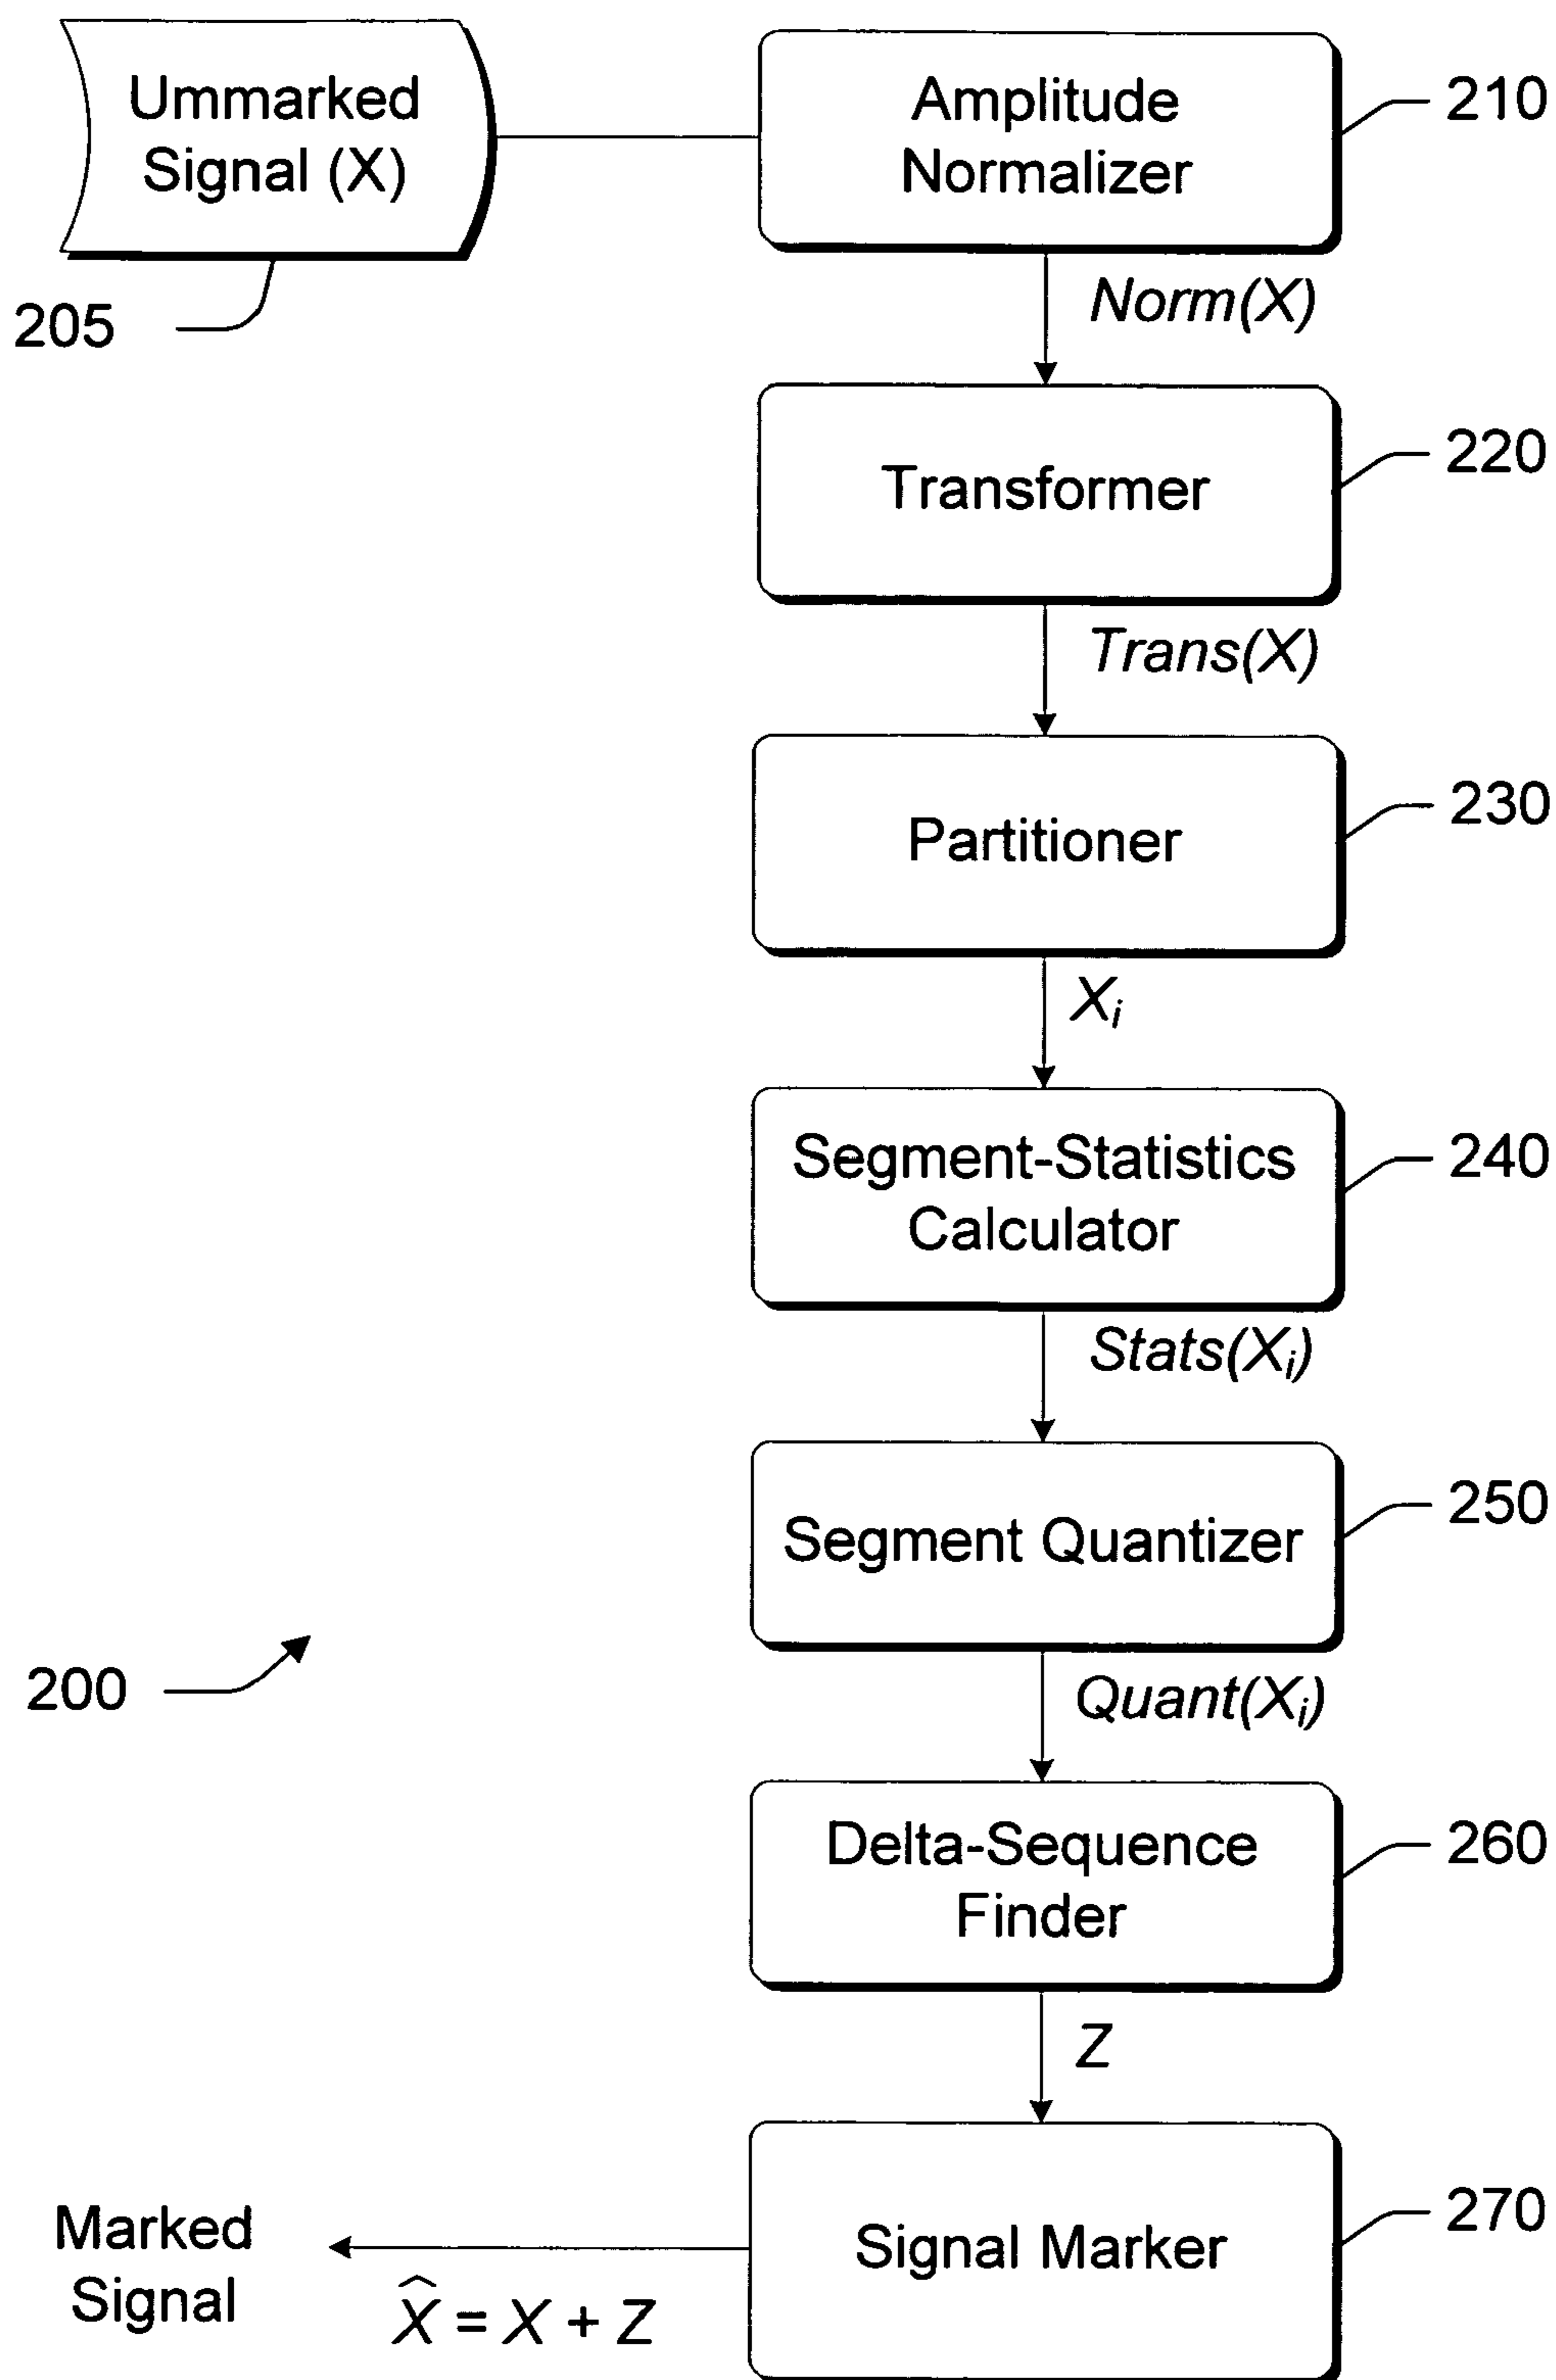 Ummarked
Signal (X)
205
Amplitude
Normalizer
210
Norm(X)
Transformer
220
Trans(X)
Partitioner
230
Xi
Segment-Statistics
Calculator
240
Stats(Xi)
Segment Quantizer
250
200
Quant(Xi)
Delta-Sequence
Finder
260
Z
Signal Marker
270
Marked
Signal
X̂ = X + Z